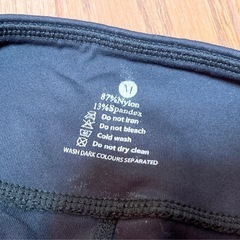 87%Nylon
13%Spandex
Do not iron
Do not bleach
Cold wash
Do not dry clean
WASH DARK COLOURS SEPARATED